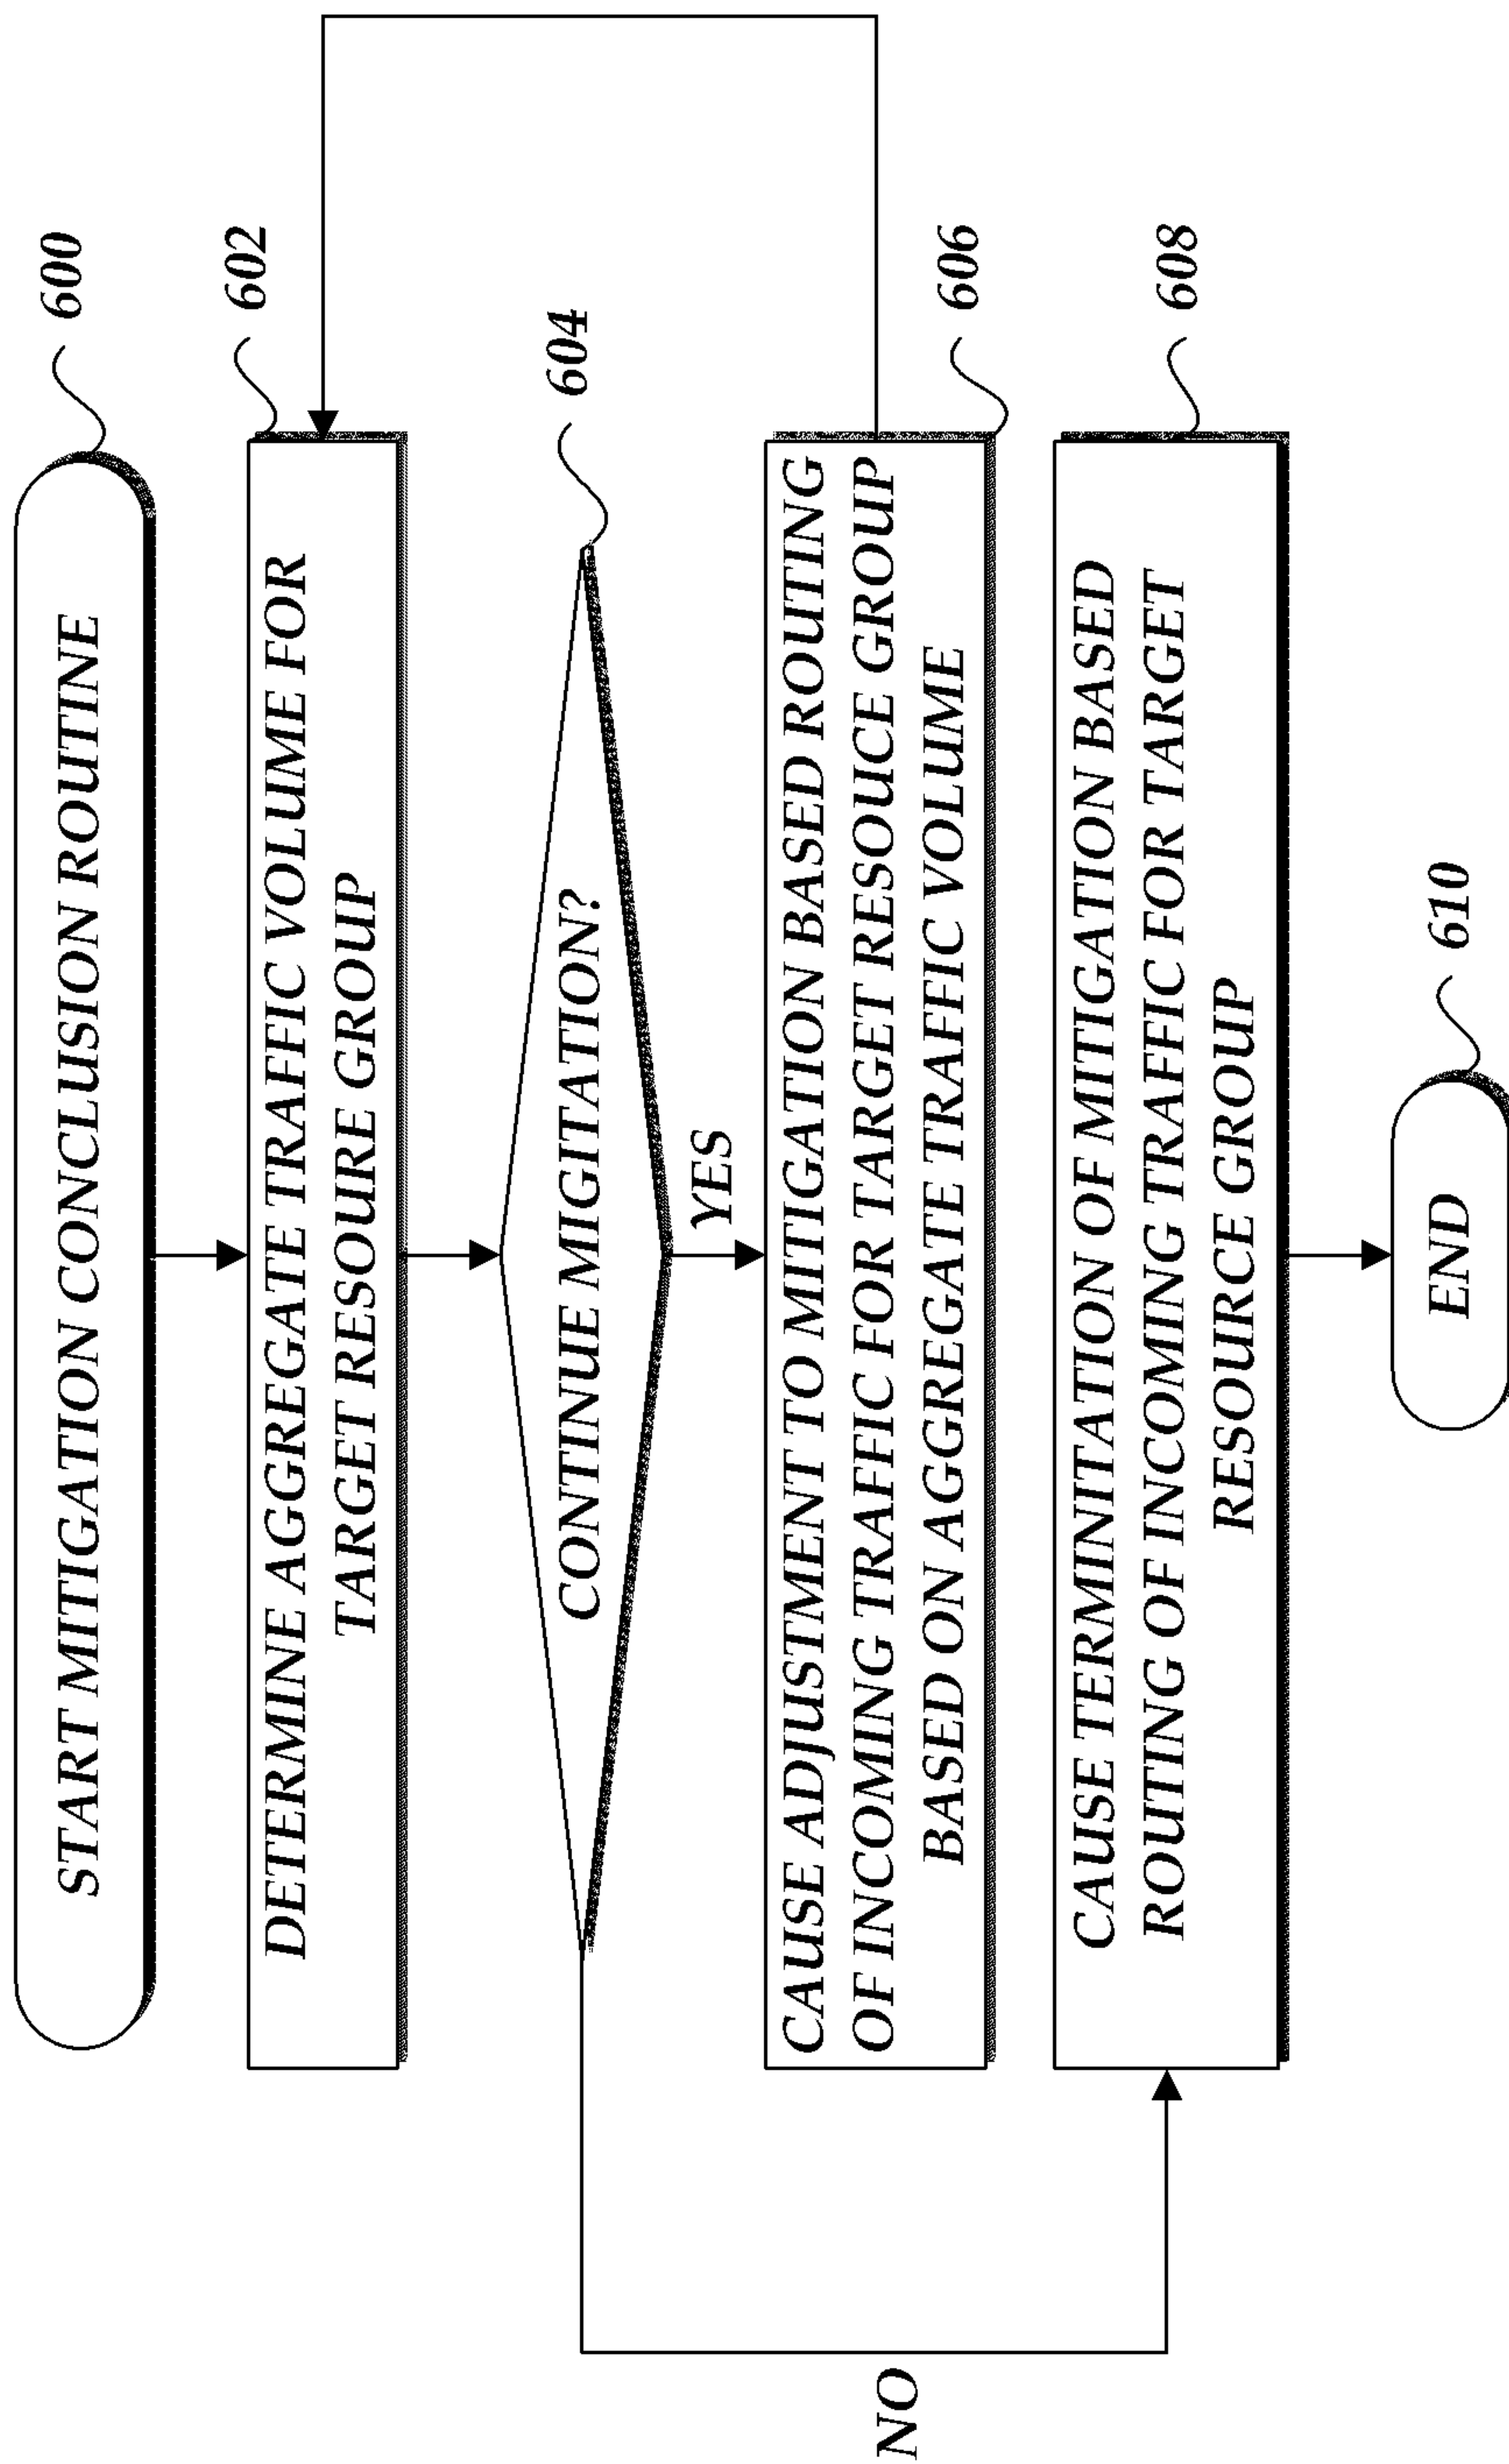 START MITIGATION CONCLUSION ROUTINE
600
DETERMINE AGGREGATE TRAFFIC VOLUME FOR
TARGET RESOURE GROUP
602
CONTINUE MIGITATION?
604
YES
CAUSE ADJUSTMENT TO MITIGATION BASED ROUTING
OF INCOMING TRAFFIC FOR TARGET RESOUCE GROUP
BASED ON AGGREGATE TRAFFIC VOLUME
606
NO
CAUSE TERMINITATION OF MITIGATION BASED
ROUTING OF INCOMING TRAFFIC FOR TARGET
RESOURCE GROUP
608
END
610